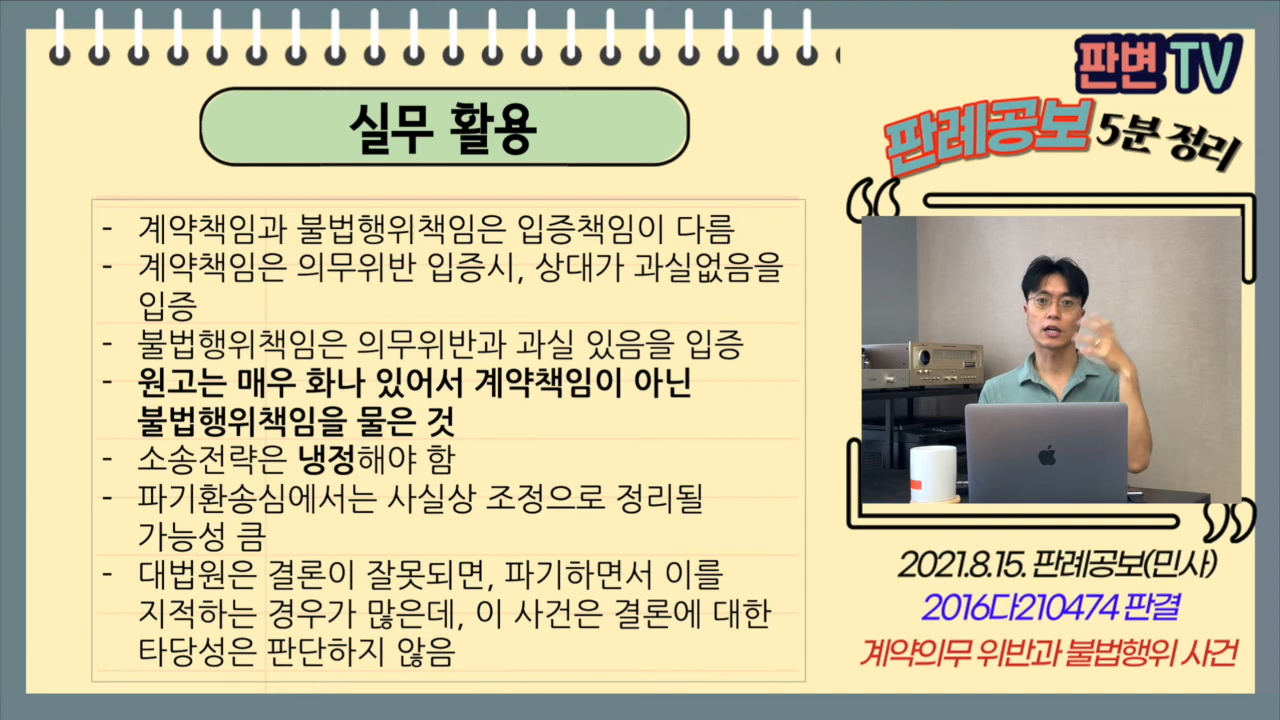 실무 활용
- 계약책임과 불법행위책임은 입증책임이 다름
- 계약책임은 의무위반 입증시, 상대가 과실없음을
입증
- 불법행위책임은 의무위반과 과실 있음을 입증
- 원고는 매우 화나 있어서 계약책임이 아닌
불법행위책임을 물은 것
- 소송전략은 냉정해야 함
- 파기환송심에서는 사실상 조정으로 정리될
가능성 큼
- 대법원은 결론이 잘못되면, 파기하면서 이를
지적하는 경우가 많은데, 이 사건은 결론에 대한
타당성은 판단하지 않음
판변 TV
판례공보 5분 정리
2021.8.15. 판례공보(민사)
2016다210474 판결
계약의무 위반과 불법행위 사건